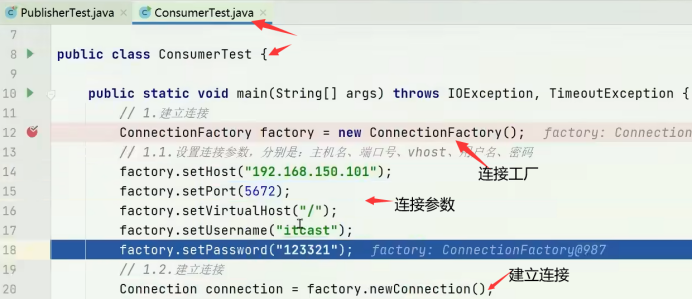 PublisherTest.java ConsumerTest.java
7
8 public class ConsumerTest {
9
10 public static void main(String[] args) throws IOException, TimeoutException {
11 // 1.建立连接
12 ConnectionFactory factory = new ConnectionFactory(); factory: Connection
13 // 1.1.设置连接参数，分别是：主机名、端口号、vhost、用户名、密码
连接工厂
14 factory.setHost("192.168.150.101");
15 factory.setPort(5672);
连接参数
16 factory.setVirtualHost("/");
17 factory.setUsername("itcast");
18 factory.setPassword("123321"); factory: ConnectionFactory@987
19 // 1.2.建立连接
建立连接
20 Connection connection = factory.newConnection();